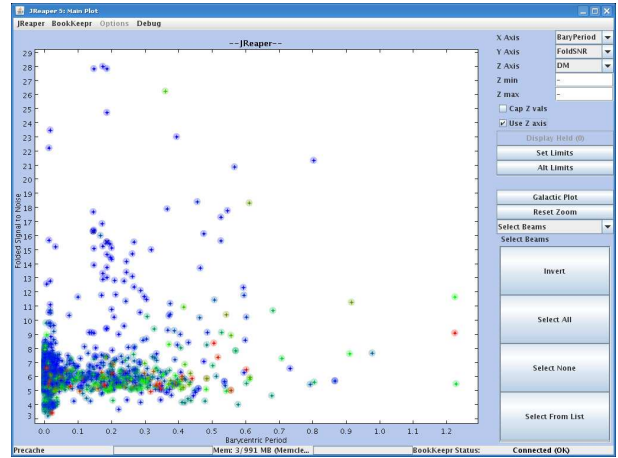 JReaper 5: Main Plot
JReaper BookKeepr Options Debug
--JReaper--
29
28
27
26
25
24
23
22
21
20
19
18
17
16
15
14
13
12
11
10
9
8
7
6
5
4
3
Folded Signal to Noise
0.0 0.1 0.2 0.3 0.4 0.5 0.6 0.7 0.8 0.9 1.0 1.1 1.2
Barycentric Period
X Axis BaryPeriod
Y Axis FoldSNR
Z Axis DM
Z min -
Z max -
Cap Z vals
Use Z axis
Display Held (0)
Set Limits
Alt Limits
Galactic Plot
Reset Zoom
Select Beams
Select Beams
Invert
Select All
Select None
Select From List
Precache Mem: 3/991 MB (Memcle... BookKeepr Status: Connected (OK)